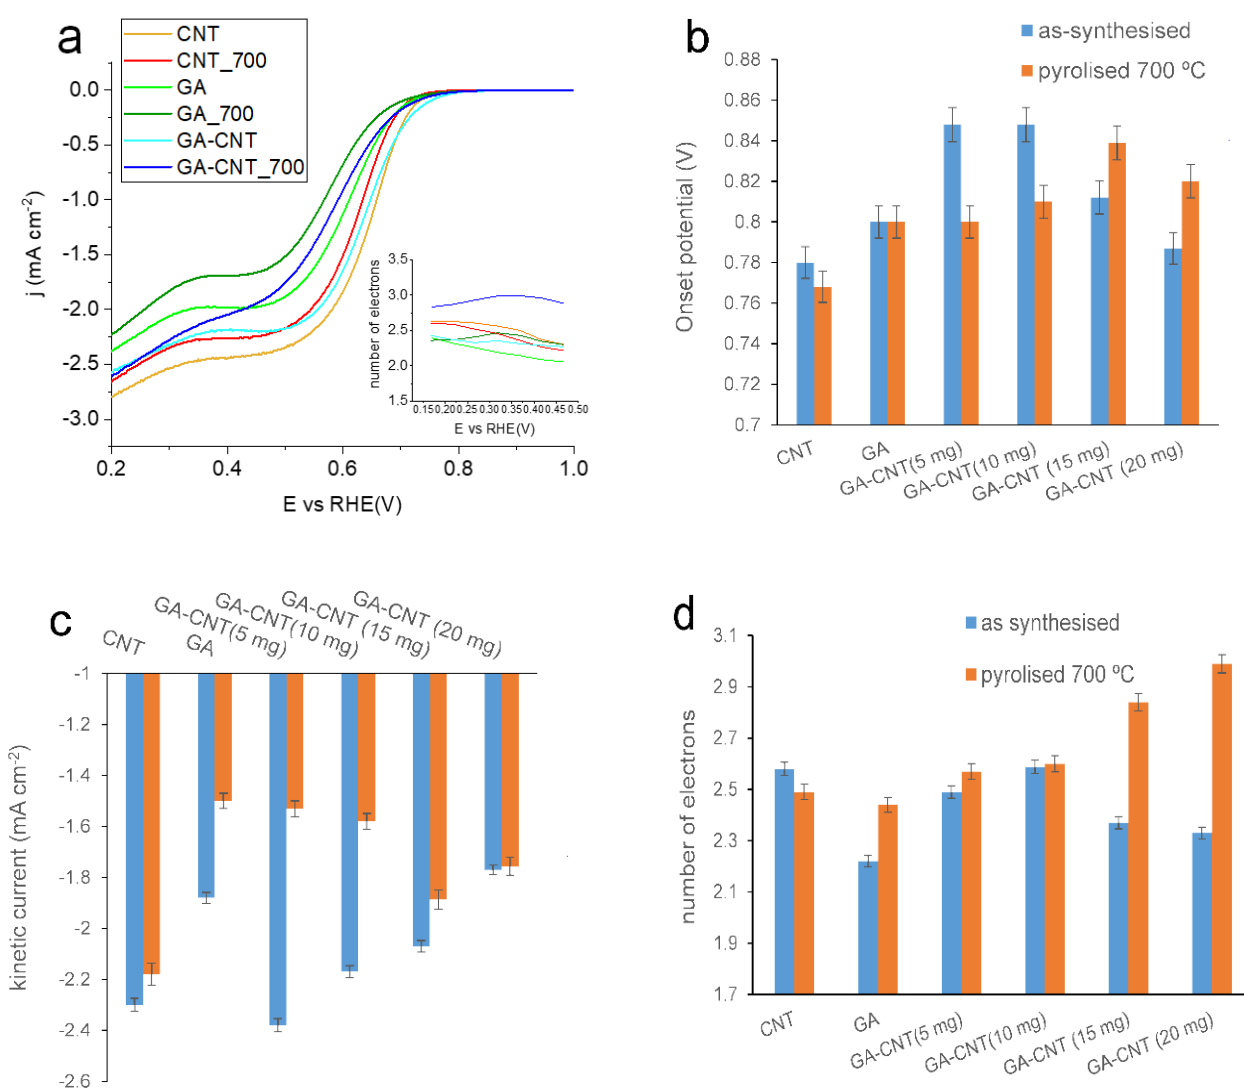 a
CNT
CNT_700
GA
GA_700
GA-CNT
GA-CNT_700
0.0
-0.5
-1.0
-1.5
-2.0
-2.5
-3.0
j (mA cm-2)
0.2
0.4
0.6
0.8
1.0
E vs RHE(V)
3.5
3.0
2.5
2.0
1.5
number of electrons
0.15 0.20 0.25 0.30 0.35 0.40 0.45 0.50
E vs RHE(V)
b
as-synthesised
pyrolised 700 ºC
0.88
0.86
0.84
0.82
0.8
0.78
0.76
0.74
0.72
0.7
Onset potential (V)
CNT
GA
GA-CNT(5 mg)
GA-CNT(10 mg)
GA-CNT (15 mg)
GA-CNT (20 mg)
c
CNT
GA
GA-CNT(5 mg)
GA-CNT(10 mg)
GA-CNT (15 mg)
GA-CNT (20 mg)
-1
-1.2
-1.4
-1.6
-1.8
-2
-2.2
-2.4
-2.6
kinetic current (mA cm-2)
d
as synthesised
pyrolised 700 ºC
3.1
2.9
2.7
2.5
2.3
2.1
1.9
1.7
number of electrons
CNT
GA
GA-CNT(5 mg)
GA-CNT(10 mg)
GA-CNT (15 mg)
GA-CNT (20 mg)